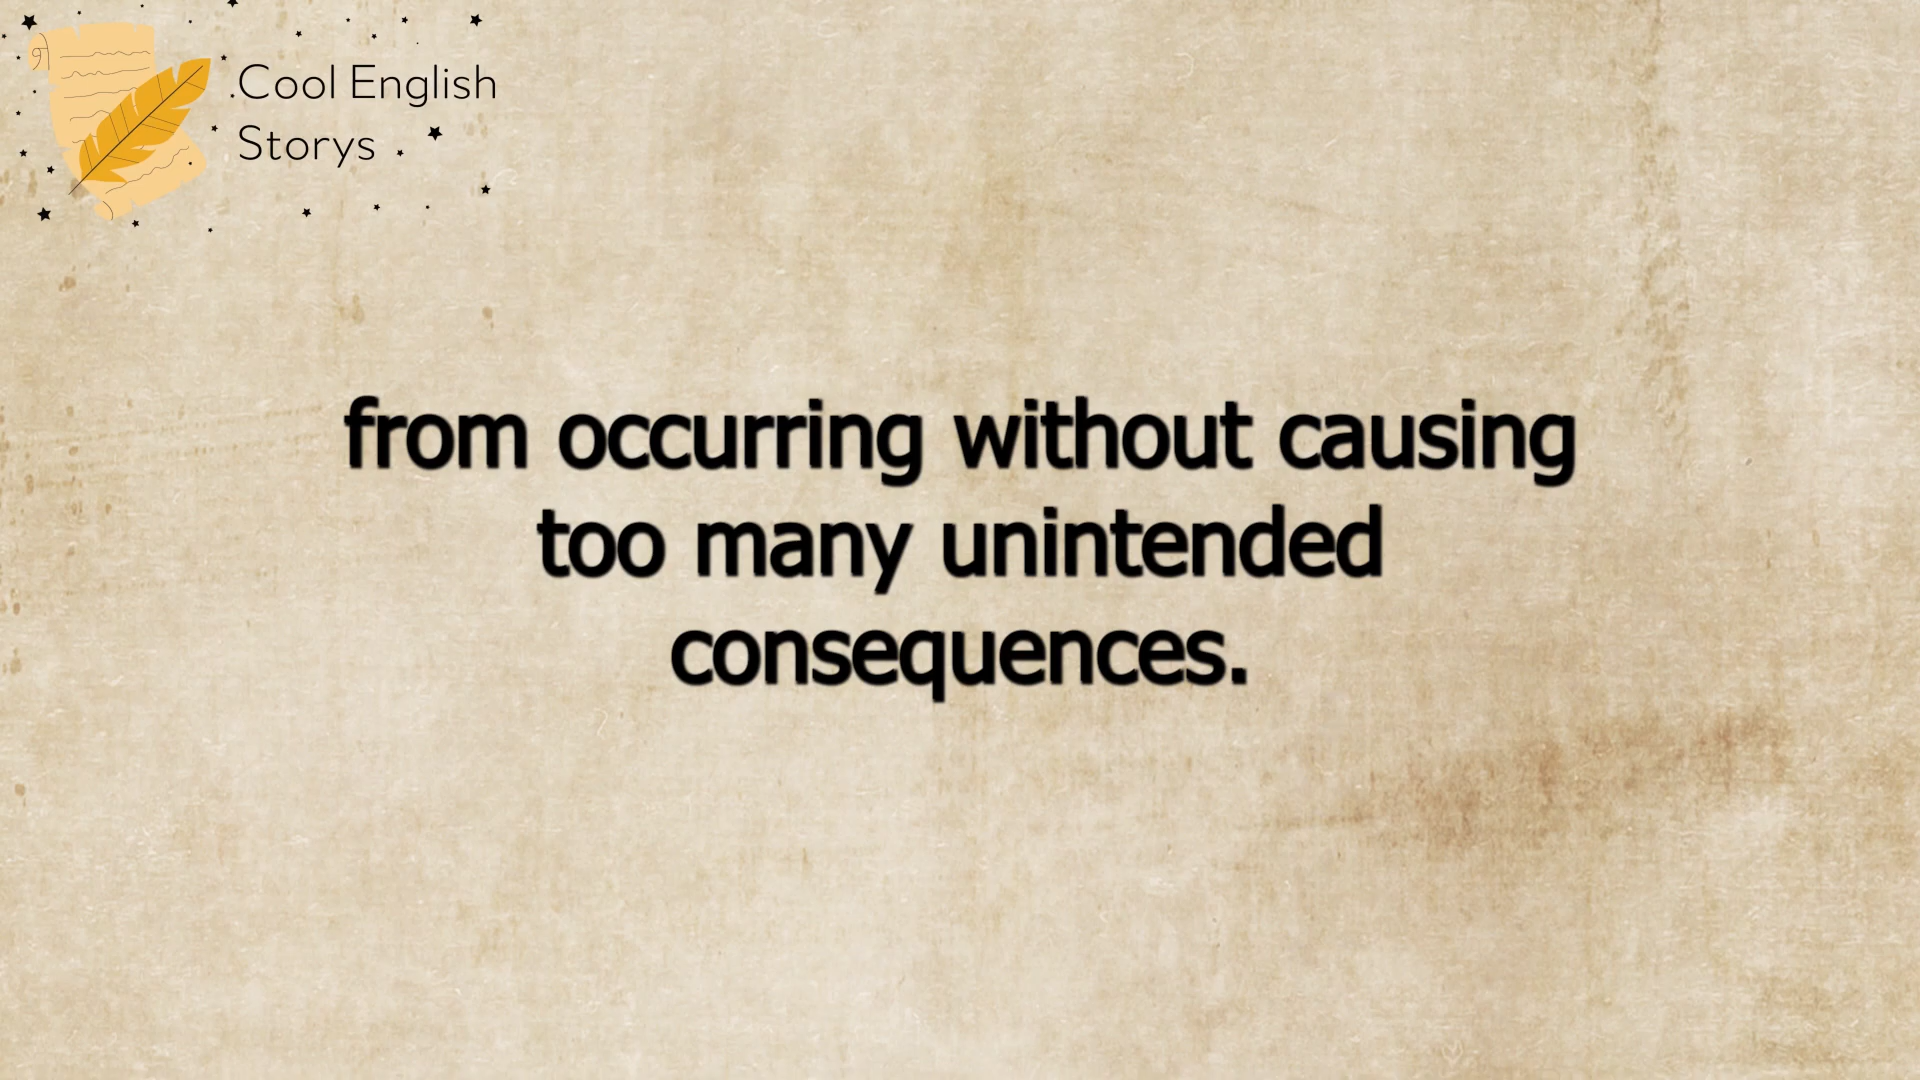 .Cool English
Storys
from occurring without causing
too many unintended
consequences.